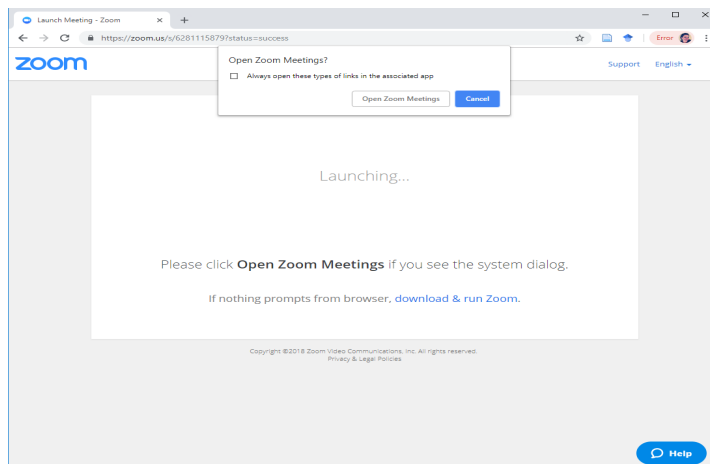 Launch Meeting - Zoom
https://zoom.us/s/6281115879?status=success
Error
zoom
Support English
Open Zoom Meetings?
Always open these types of links in the associated app
Open Zoom Meetings Cancel
Launching...
Please click Open Zoom Meetings if you see the system dialog.
If nothing prompts from browser, download & run Zoom.
Copyright ©2018 Zoom Video Communications, Inc. All rights reserved.
Privacy & Legal Policies
Help